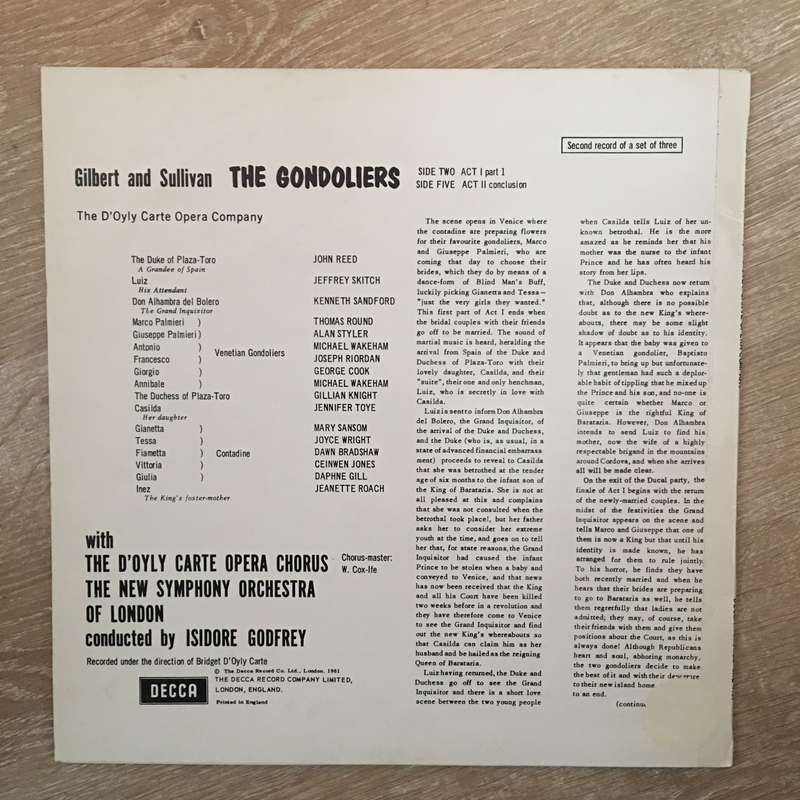 Second record of a set of three
Gilbert and Sullivan THE GONDOLIERS
SIDE TWO ACT I part 1
SIDE FIVE ACT II conclusion
The D'Oyly Carte Opera Company
The Duke of Plaza-Toro JOHN REED
A Grandee of Spain
Luiz JEFFREY SKITCH
His Attendant
Don Alhambra del Bolero KENNETH SANDFORD
The Grand Inquisitor
Marco Palmieri ) THOMAS ROUND
Giuseppe Palmieri ) ALAN STYLER
Antonio ) MICHAEL WAKEHAM
Venetian Gondoliers
Francesco ) JOSEPH RIORDAN
Giorgio ) GEORGE COOK
Annibale ) MICHAEL WAKEHAM
The Duchess of Plaza-Toro GILLIAN KNIGHT
Casilda JENNIFER TOYE
Her daughter
Gianetta ) MARY SANSOM
Tessa ) JOYCE WRIGHT
Fiametta ) Contadine DAWN BRADSHAW
Vittoria ) CEINWEN JONES
Giulia ) DAPHNE GILL
Inez JEANETTE ROACH
The King's foster-mother
with
THE D'OYLY CARTE OPERA CHORUS
Chorus-master:
W. Cox-Ife
THE NEW SYMPHONY ORCHESTRA
OF LONDON
conducted by ISIDORE GODFREY
Recorded under the direction of Bridget D'Oyly Carte
DECCA
© The Decca Record Co. Ltd., London, 1961
THE DECCA RECORD COMPANY LIMITED,
LONDON, ENGLAND.
Printed in England
The scene opens in Venice where
the contadine are preparing flowers
for their favourite gondoliers, Marco
and Giuseppe Palmieri, who are
coming that day to choose their
brides, which they do by means of a
dance-form of Blind Man's Buff,
luckily picking Gianetta and Tessa–
"just the very girls they wanted."
This first part of Act I ends when
the bridal couples with their friends
go off to be married. The sound of
martial music is heard, heralding the
arrival from Spain of the Duke and
Duchess of Plaza-Toro with their
lovely daughter, Casilda, and their
"suite", their one and only henchman,
Luiz, who is secretly in love with
Casilda.
Luiz is sent to inform Don Alhambra
del Bolero, the Grand Inquisitor, of
the arrival of the Duke and Duchess,
and the Duke (who is, as usual, in a
state of advanced financial embarrass
ment) proceeds to reveal to Casilda
that she was betrothed at the tender
age of six months to the infant son of
the King of Barataria. She is not at
all pleased at this and complains
that she was not consulted when the
betrothal took place!, but her father
asks her to consider her extreme
youth at the time, and goes on to tell
her that, for state reasons, the Grand
Inquisitor had caused the infant
Prince to be stolen when a baby and
conveyed to Venice, and that news
has now been received that the King
and all his Court have been killed
two weeks before in a revolution and
they have therefore come to Venice
to see the Grand Inquisitor and find
out the new King's whereabouts so
that Casilda can claim him as her
husband and be hailed as the reigning
Queen of Barataria.
Luiz having returned, the Duke and
Duchess go off to see the Grand
Inquisitor and there is a short love
scene between the two young people
when Casilda tells Luiz of her un-
known betrothal. He is the more
amazed as he reminds her that his
mother was the nurse to the infant
Prince and he has often heard his
story from her lips.
The Duke and Duchess now return
with Don Alhambra who explains
that, although there is no possible
doubt as to the new King's where-
abouts, there may be some slight
shadow of doubt as to his identity.
It appears that the baby was given to
a Venetian gondolier, Baptisto
Palmieri, to bring up but unfortunate-
ly that gentleman had such a deplor-
able habit of tippling that he mixed up
the Prince and his son, and no-one is
quite certain whether Marco or
Giuseppe is the rightful King of
Barataria. However, Don Alhambra
intends to send Luiz to find his
mother, now the wife of a highly
respectable brigand in the mountains
around Cordova, and when she arrives
all will be made clear.
On the exit of the Ducal party, the
finale of Act I begins with the return
of the newly-married couples. In the
midst of the festivities the Grand
Inquisitor appears on the scene and
tells Marco and Giuseppe that one of
them is now a King but that until his
identity is made known, he has
arranged for them to rule jointly.
To his horror, he finds they have
both recently married and when he
hears that their brides are preparing
to go to Barataria as well, he tells
them regretfully that ladies are not
admitted; they may, of course, take
their friends with them and give them
positions about the Court, as this is
always done! Although Republicans
heart and soul, abhoring monarchy,
the two gondoliers decide to make
the best of it and with their departure
to their new island home
to an end.
(continu